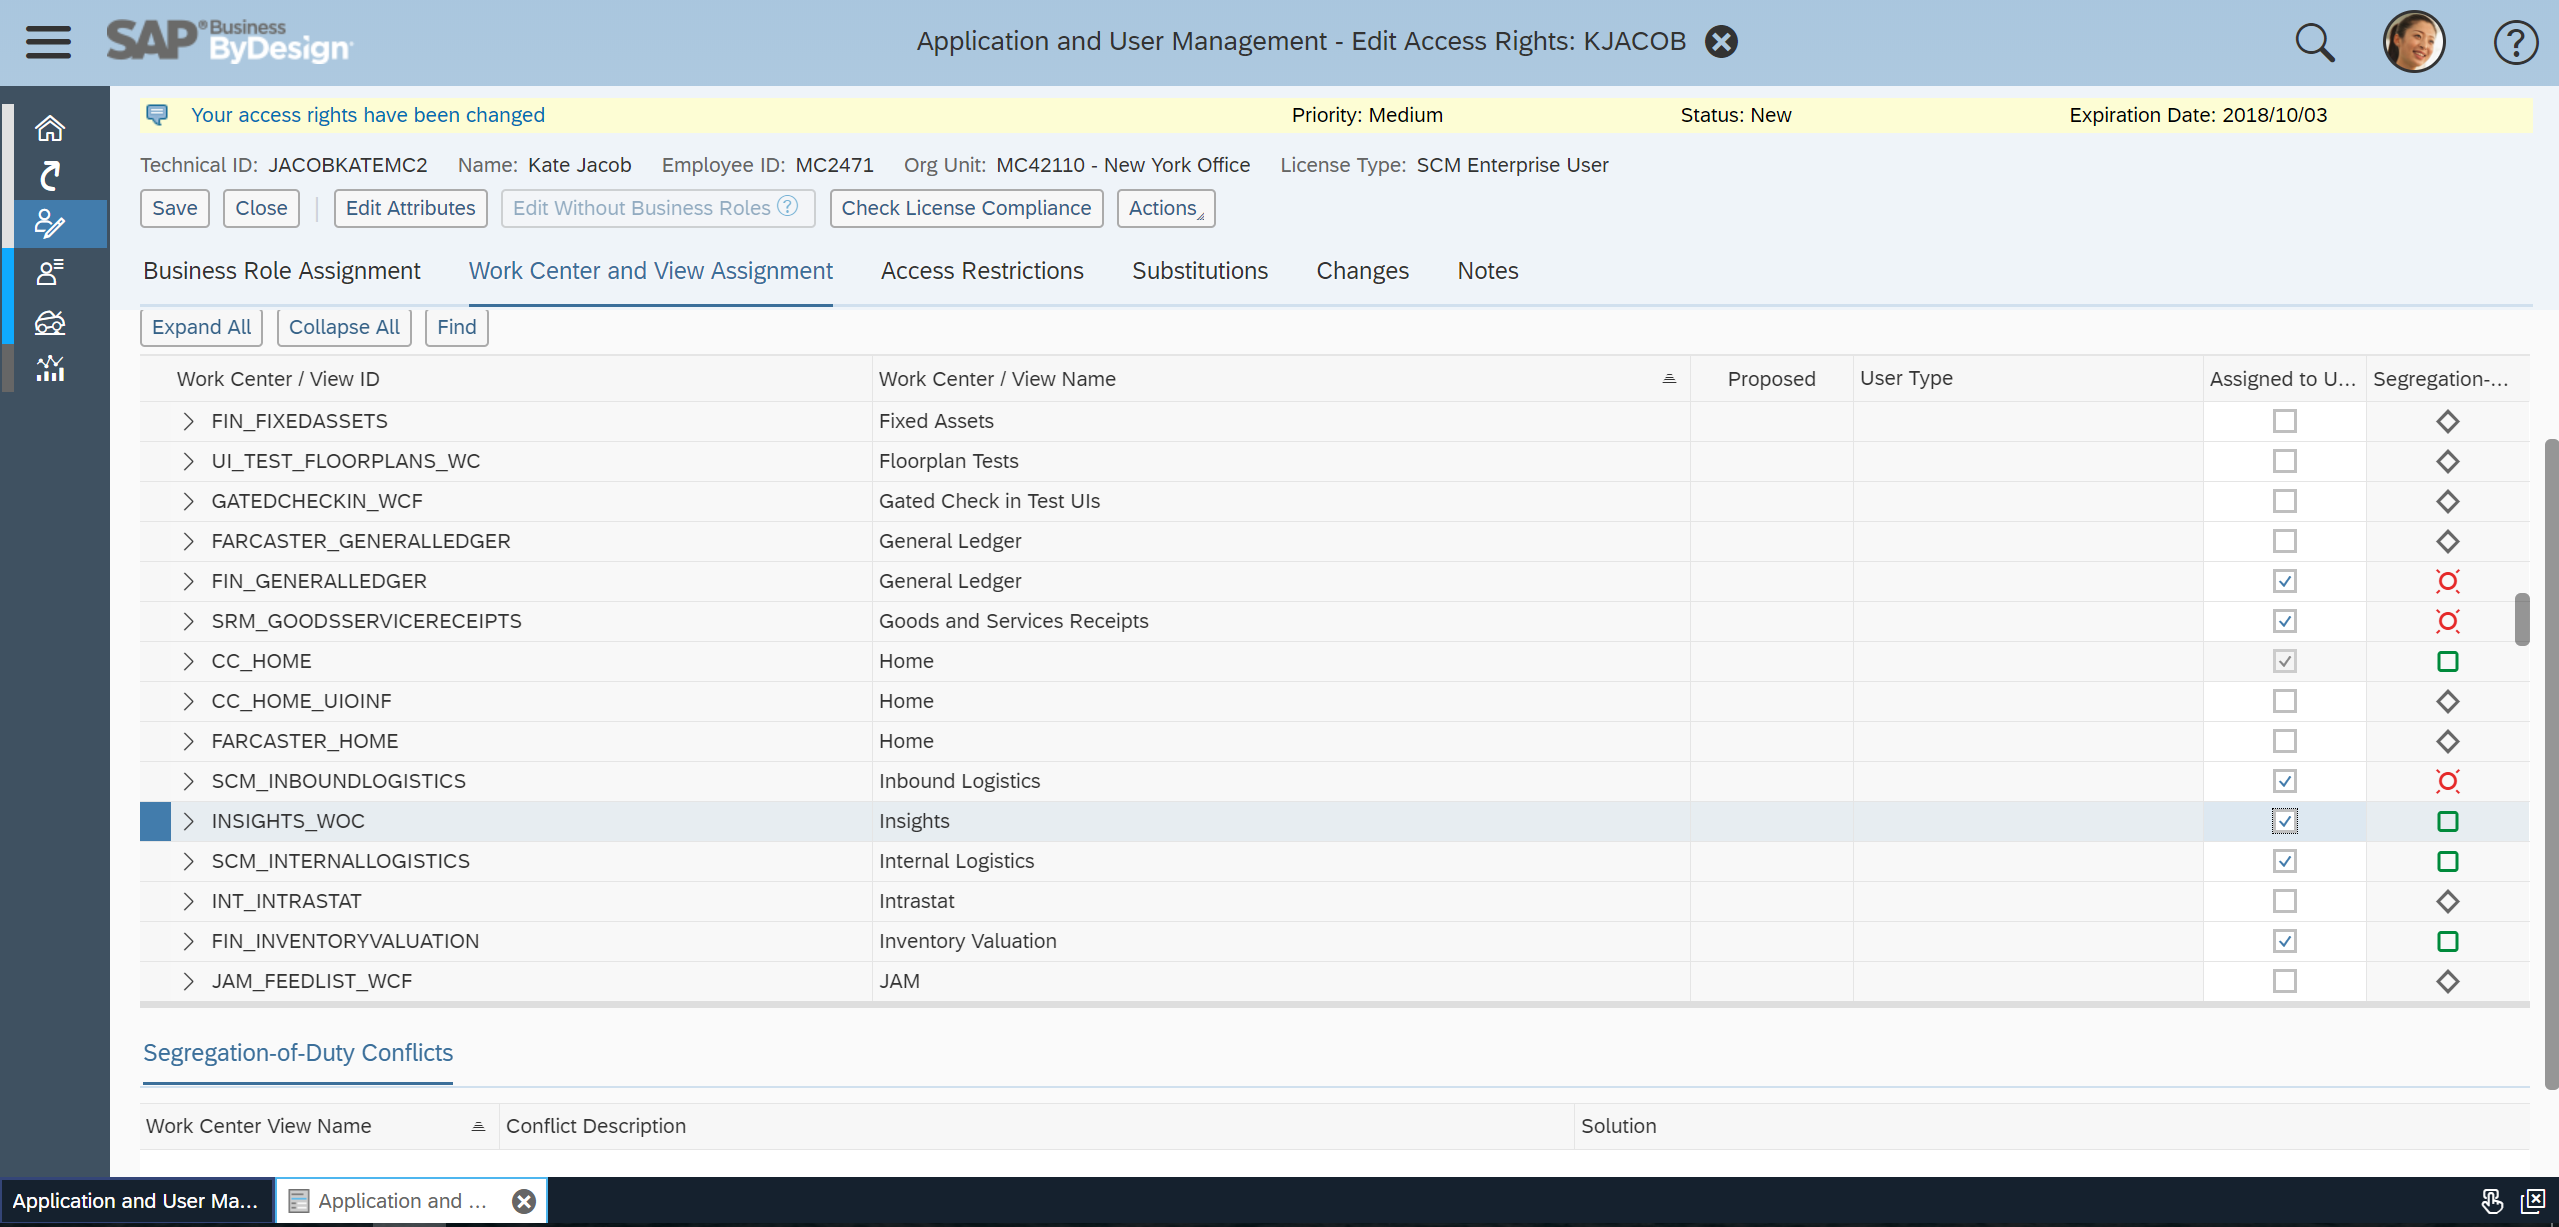 SAP® Business ByDesign
Application and User Management - Edit Access Rights: KJACOB
Your access rights have been changed Priority: Medium Status: New Expiration Date: 2018/10/03
Technical ID: JACOBKATEMC2 Name: Kate Jacob Employee ID: MC2471 Org Unit: MC42110 - New York Office License Type: SCM Enterprise User
Save Close Edit Attributes Edit Without Business Roles ? Check License Compliance Actions
Business Role Assignment Work Center and View Assignment Access Restrictions Substitutions Changes Notes
Expand All Collapse All Find
Work Center / View ID Work Center / View Name Proposed User Type Assigned to U... Segregation-...
FIN_FIXEDASSETS Fixed Assets
UI_TEST_FLOORPLANS_WC Floorplan Tests
GATEDCHECKIN_WCF Gated Check in Test UIs
FARCASTER_GENERALLEDGER General Ledger
FIN_GENERALLEDGER General Ledger
SRM_GOODSSERVICERECEIPTS Goods and Services Receipts
CC_HOME Home
CC_HOME_UIOINF Home
FARCASTER_HOME Home
SCM_INBOUNDLOGISTICS Inbound Logistics
INSIGHTS_WOC Insights
SCM_INTERNALLOGISTICS Internal Logistics
INT_INTRASTAT Intrastat
FIN_INVENTORYVALUATION Inventory Valuation
JAM_FEEDLIST_WCF JAM
Segregation-of-Duty Conflicts
Work Center View Name Conflict Description Solution
Application and User Ma... Application and ...